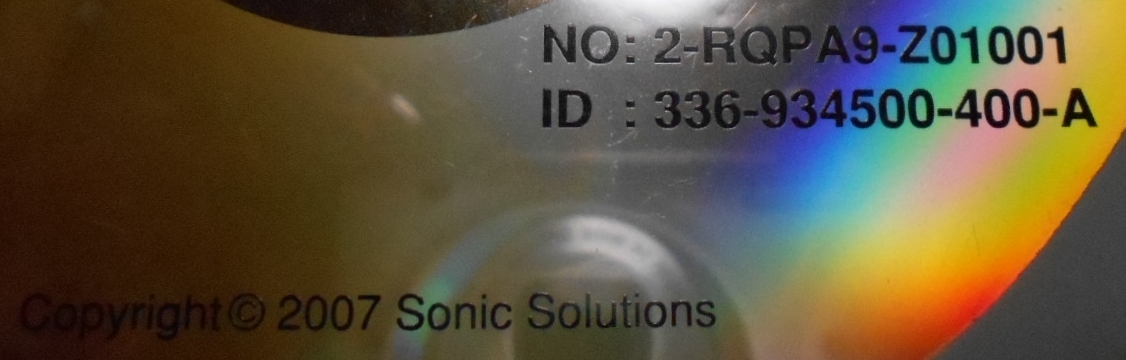 NO: 2-RQPA9-Z01001
ID : 336-934500-400-A
Copyright© 2007 Sonic Solutions